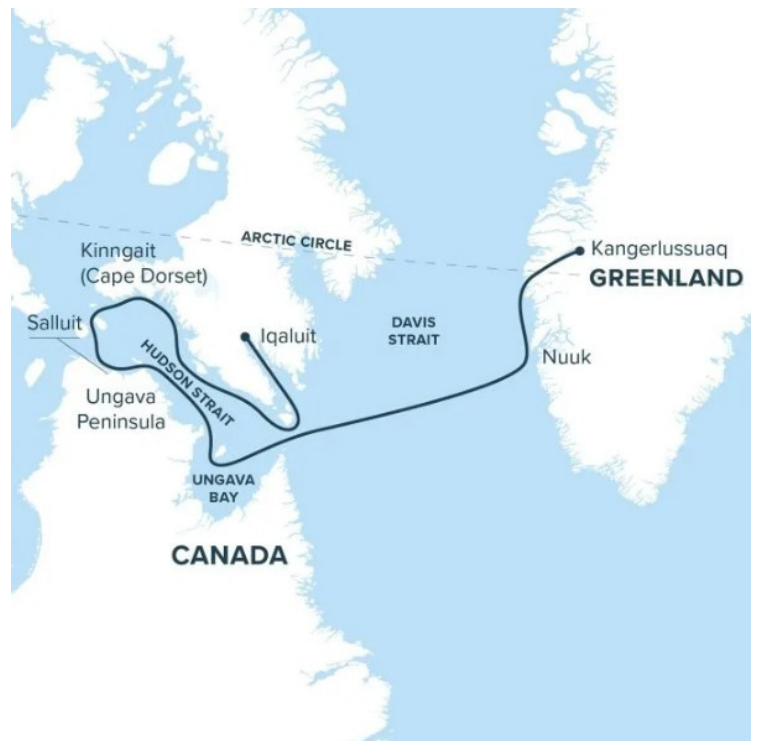 ARCTIC CIRCLE
Kinngait
(Cape Dorset)
Kangerlussuaq
GREENLAND
Salluit
Iqaluit
DAVIS
STRAIT
HUDSON STRAIT
Nuuk
Ungava
Peninsula
UNGAVA
BAY
CANADA